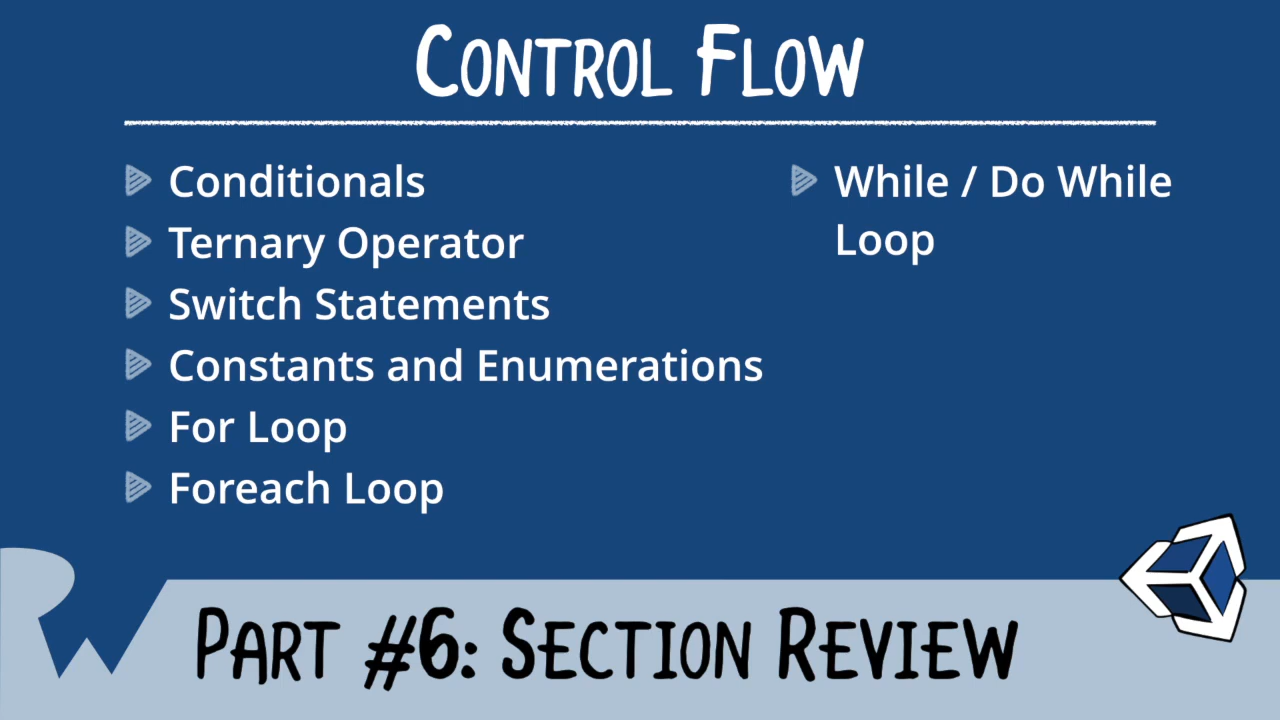 Control Flow
Conditionals
Ternary Operator
Switch Statements
Constants and Enumerations
For Loop
Foreach Loop
While / Do While
Loop
Part #6: Section Review